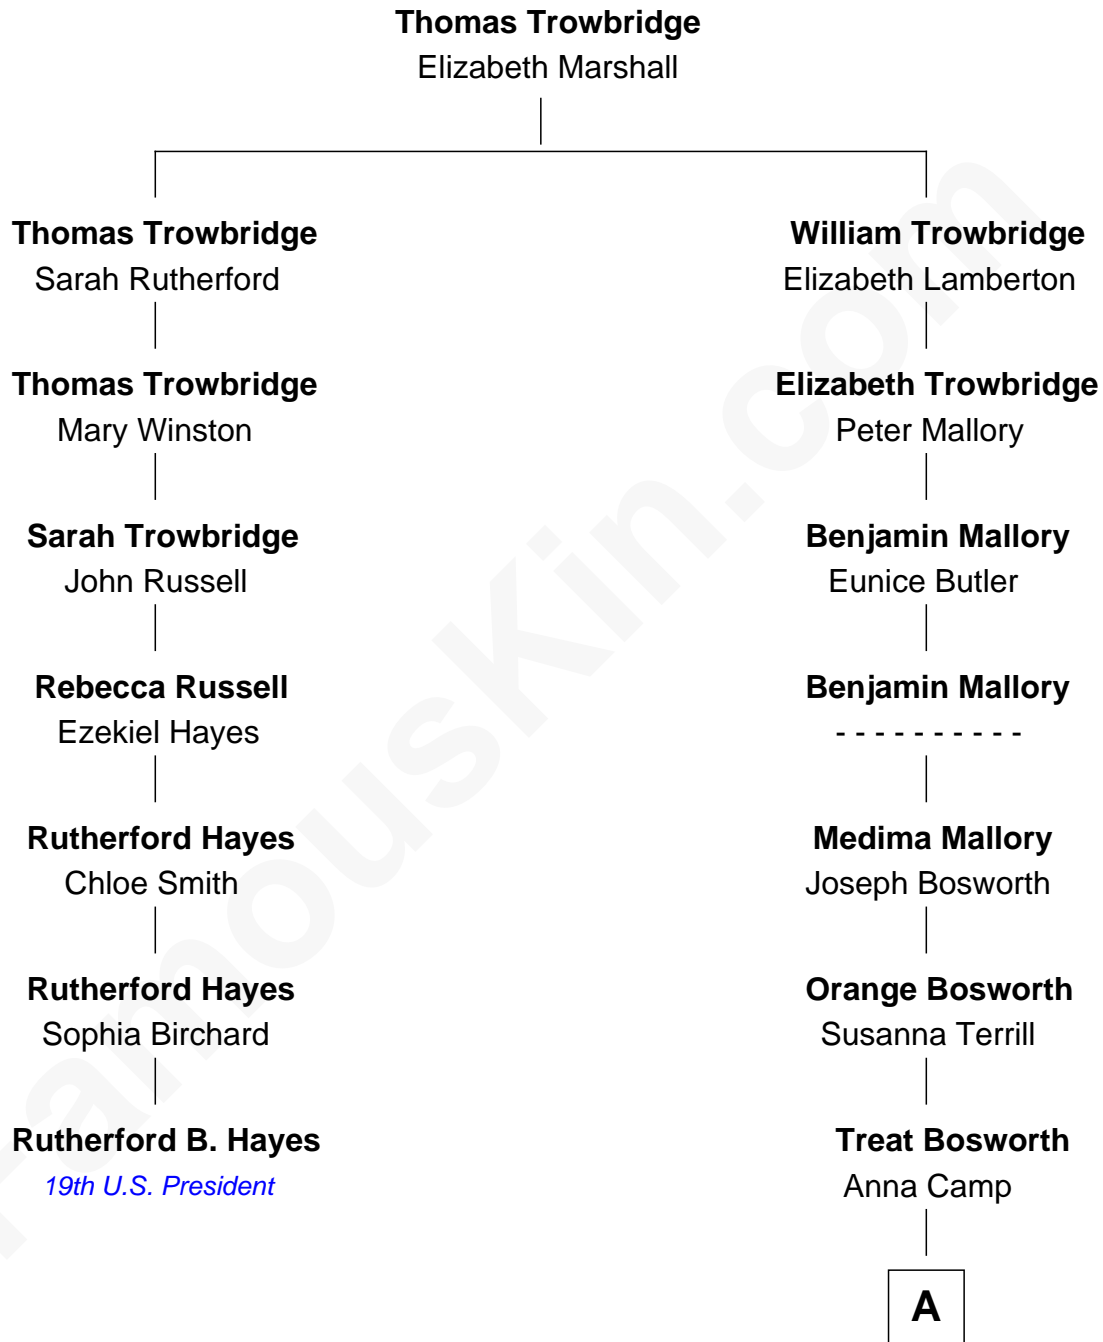 Thomas Trowbridge
Elizabeth Marshall
Thomas Trowbridge
Sarah Rutherford
William Trowbridge
Elizabeth Lamberton
Thomas Trowbridge
Mary Winston
Elizabeth Trowbridge
Peter Mallory
Sarah Trowbridge
John Russell
Benjamin Mallory
Eunice Butler
Rebecca Russell
Ezekiel Hayes
Benjamin Mallory
- - - - - - - - - -
Rutherford Hayes
Chloe Smith
Medima Mallory
Joseph Bosworth
Rutherford Hayes
Sophia Birchard
Orange Bosworth
Susanna Terrill
Rutherford B. Hayes
19th U.S. President
Treat Bosworth
Anna Camp
A
FamousKin.com